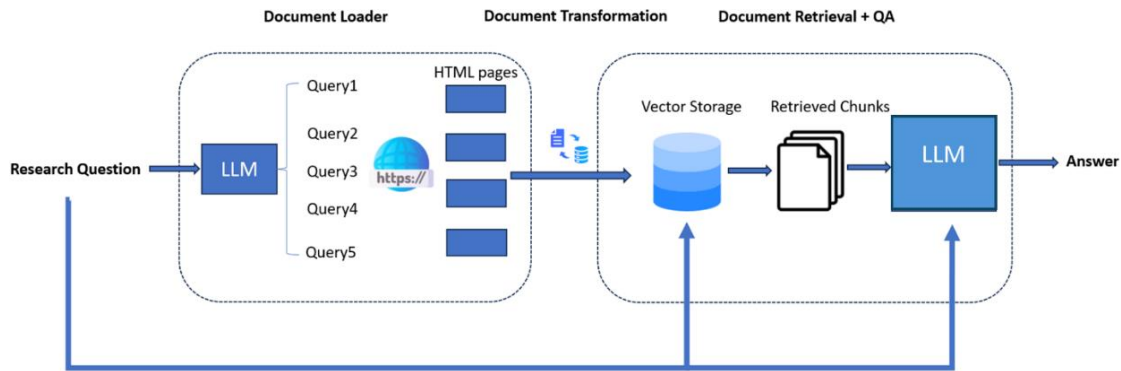 Document Loader
Document Transformation
Document Retrieval + QA
Research Question
LLM
Query1
Query2
Query3
Query4
Query5
https://
HTML pages
Vector Storage
Retrieved Chunks
LLM
Answer